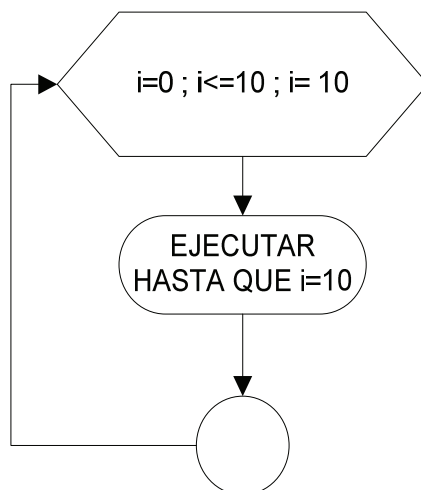 i=0 ; i<=10 ; i= 10
EJECUTAR
HASTA QUE i=10